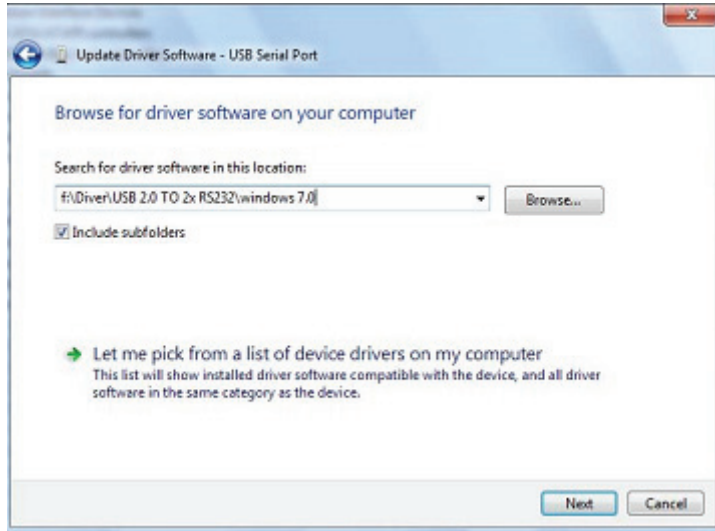 Update Driver Software - USB Serial Port
Browse for driver software on your computer
Search for driver software in this location:
f:\Diver\USB 2.0 TO 2x RS232\windows 7.0
Browse...
Include subfolders
Let me pick from a list of device drivers on my computer
This list will show installed driver software compatible with the device, and all driver
software in the same category as the device.
Next
Cancel